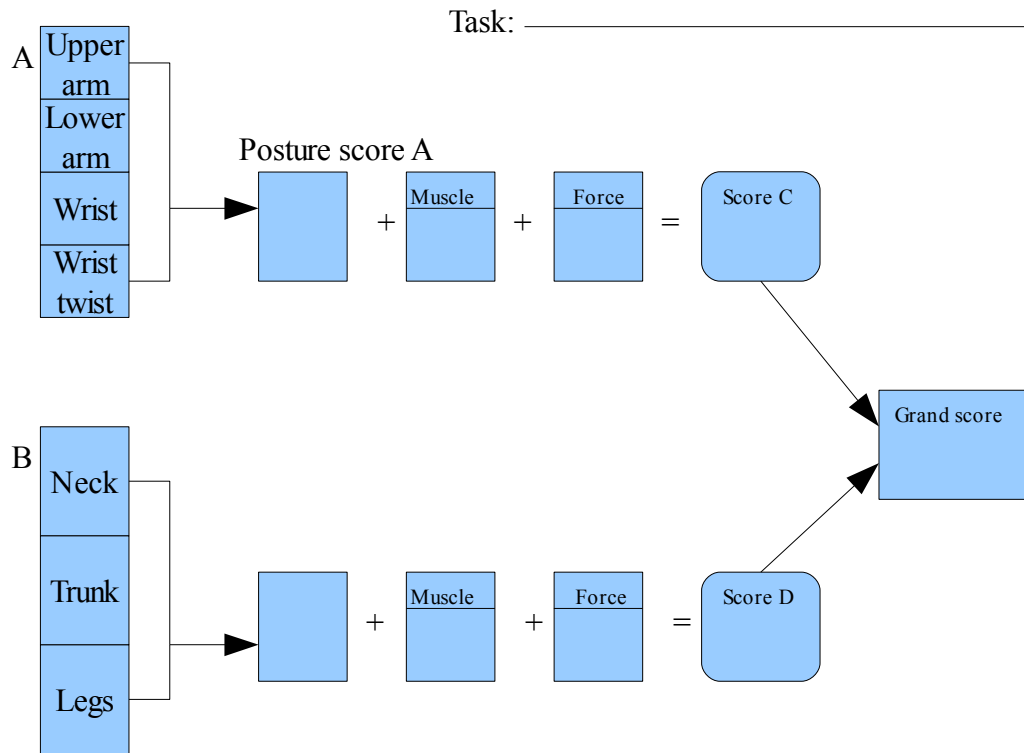 Task:
A
Upper
arm
Lower
arm
Wrist
Wrist
twist
Posture score A
+
Muscle
+
Force
=
Score C
Grand score
B
Neck
Trunk
Legs
+
Muscle
+
Force
=
Score D